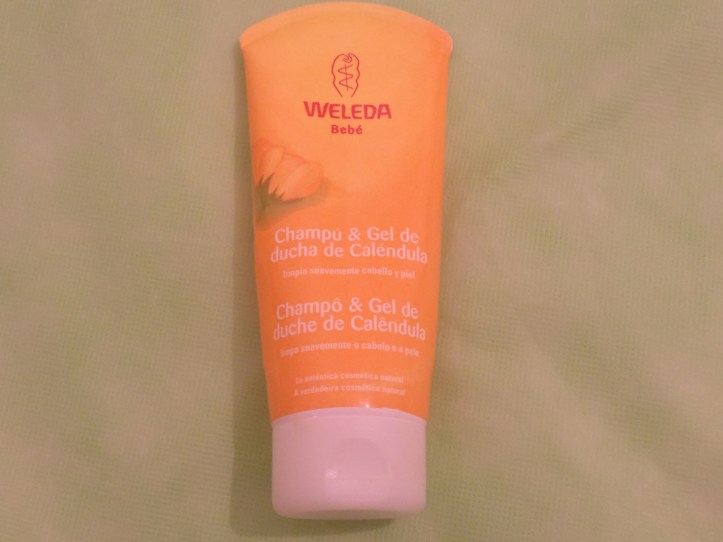 WELEDA
Bebé
Champú & Gel de
ducha de Caléndula
limpia suavemente cabello y piel
Champô & Gel de
duche de Calêndula
limpa suavemente o cabelo e a pele
La auténtica cosmética natural
A verdadeira cosmética natural